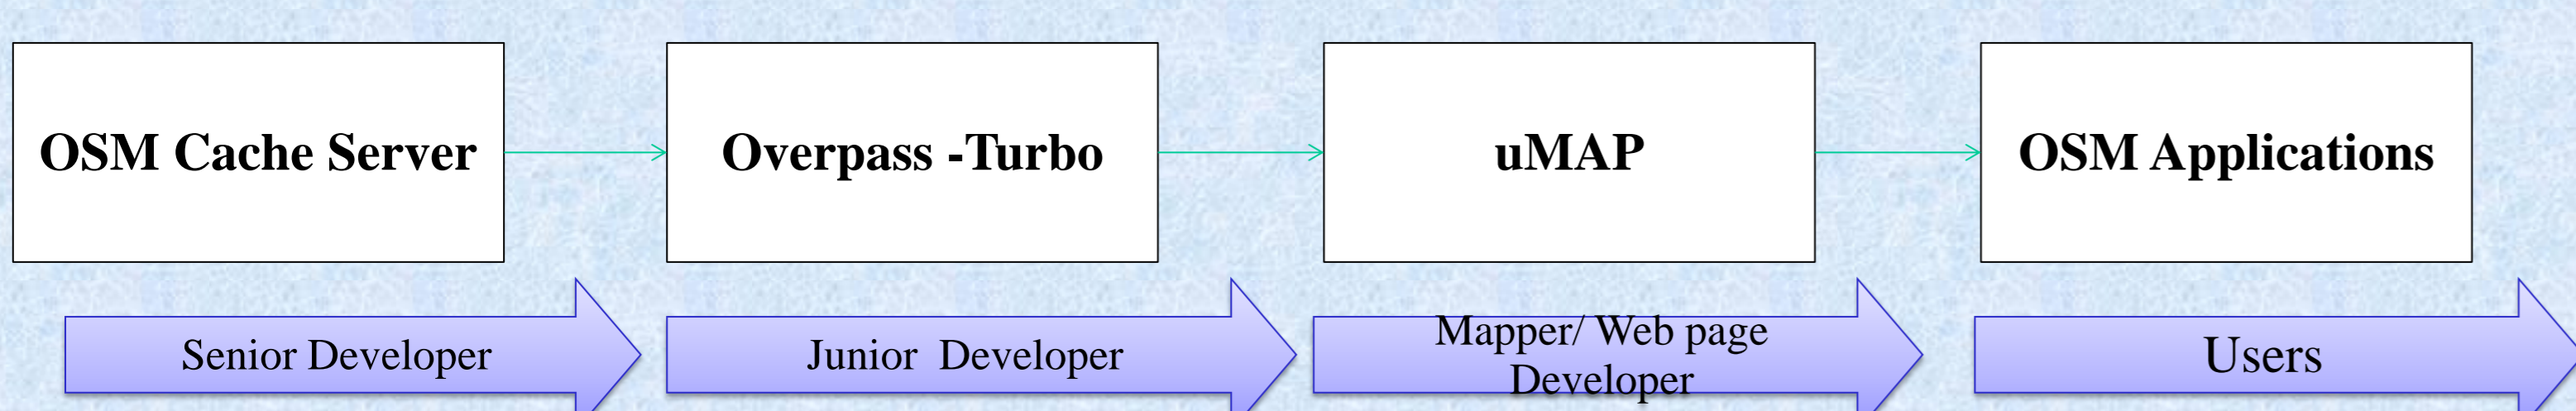 OSM Cache Server
Overpass -Turbo
uMAP
OSM Applications
Senior Developer
Junior Developer
Mapper/ Web page
Developer
Users